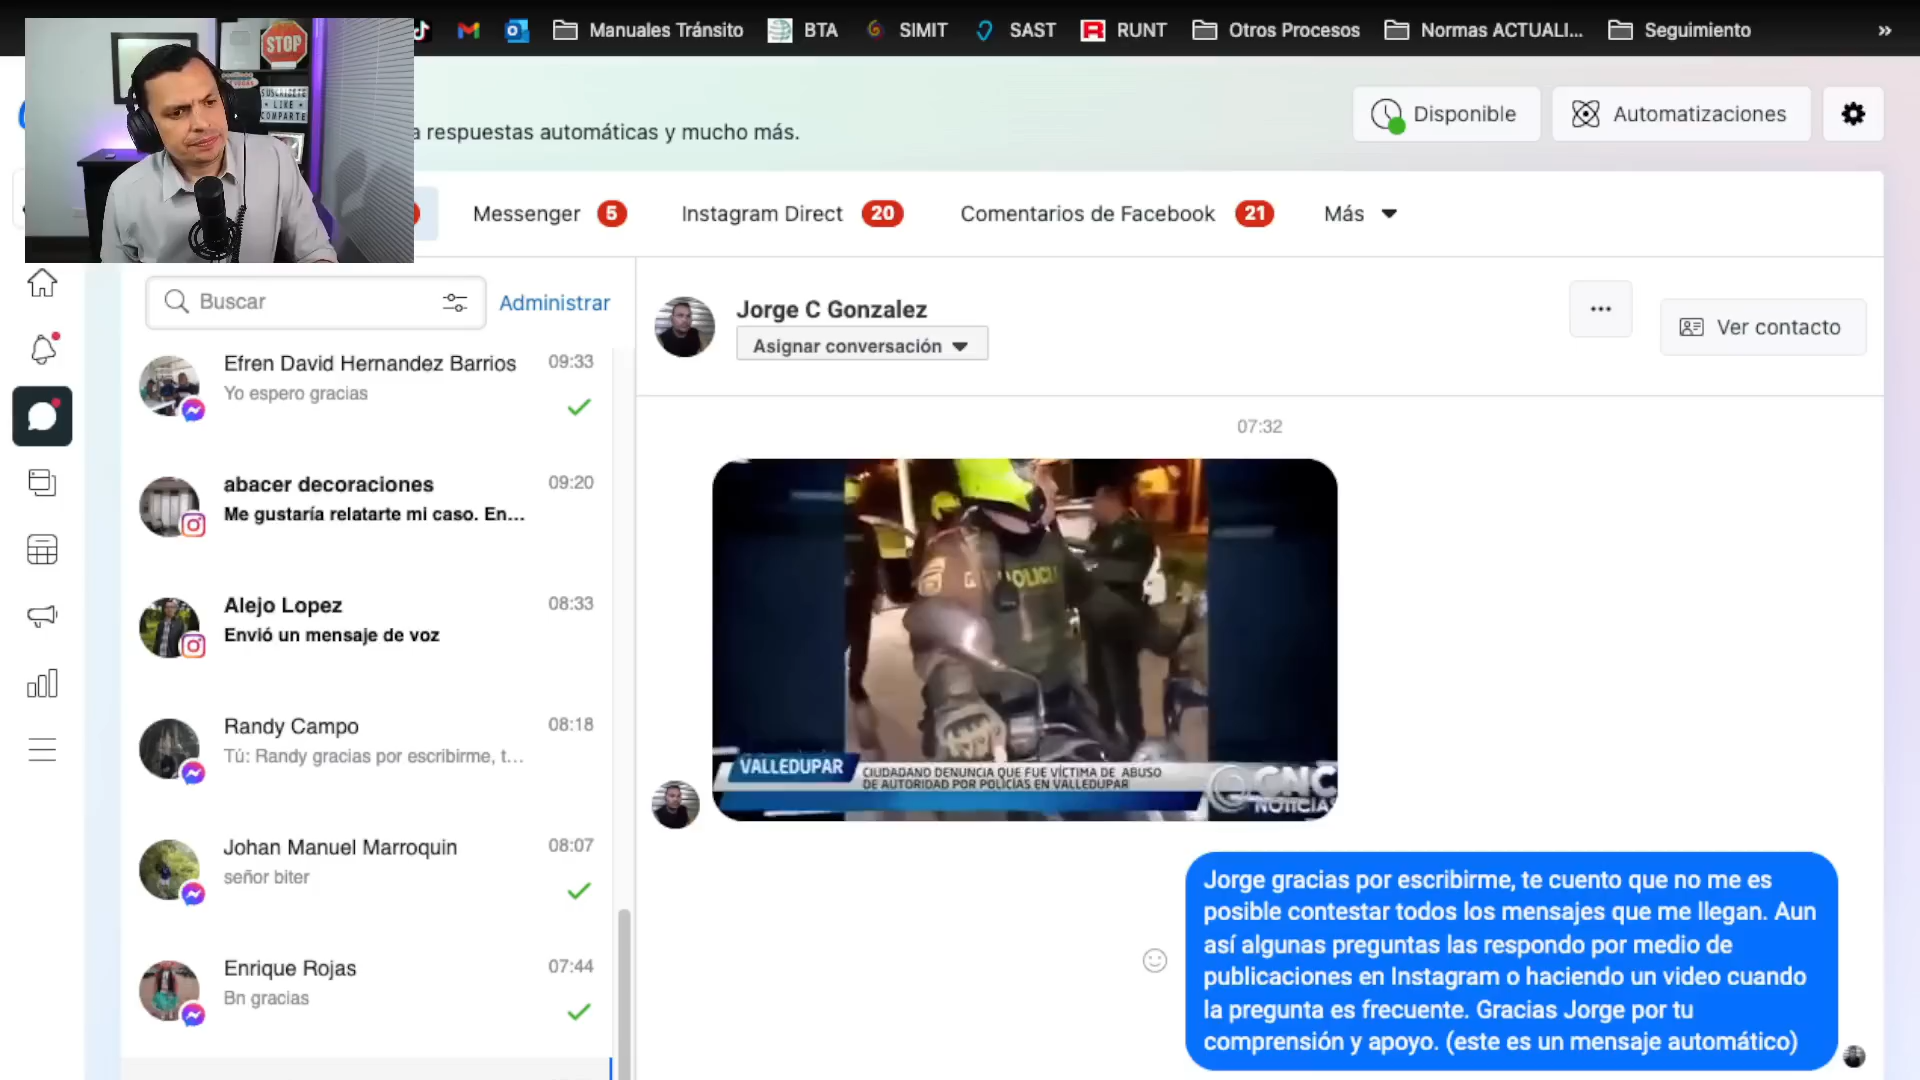 Manuales Tránsito
BTA
SIMIT
SAST
RUNT
Otros Procesos
Normas ACTUALI...
Seguimiento
»
STOP
SUSCRIBETE
LIKE
COMPARTE
a respuestas automáticas y mucho más.
Disponible
Automatizaciones
Messenger 5
Instagram Direct 20
Comentarios de Facebook 21
Más
Buscar
Administrar
Efren David Hernandez Barrios 09:33
Yo espero gracias
abacer decoraciones 09:20
Me gustaría relatarte mi caso. En...
Alejo Lopez 08:33
Envió un mensaje de voz
Randy Campo 08:18
Tú: Randy gracias por escribirme, t...
Johan Manuel Marroquin 08:07
señor biter
Enrique Rojas 07:44
Bn gracias
Jorge C Gonzalez
Asignar conversación
...
Ver contacto
07:32
POLICIA
VALLEDUPAR
CIUDADANO DENUNCIA QUE FUE VÍCTIMA DE ABUSO
DE AUTORIDAD POR POLICÍAS EN VALLEDUPAR
CNC
NOTICIAS
Jorge gracias por escribirme, te cuento que no me es
posible contestar todos los mensajes que me llegan. Aun
así algunas preguntas las respondo por medio de
publicaciones en Instagram o haciendo un video cuando
la pregunta es frecuente. Gracias Jorge por tu
comprensión y apoyo. (este es un mensaje automático)